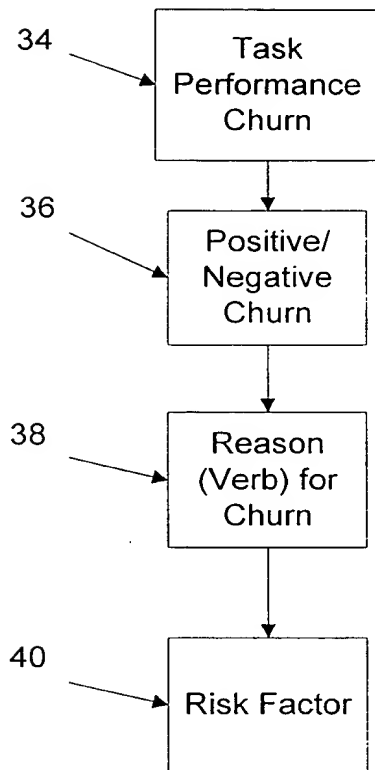 34
Task
Performance
Churn
36
Positive/
Negative
Churn
38
Reason
(Verb) for
Churn
40
Risk Factor